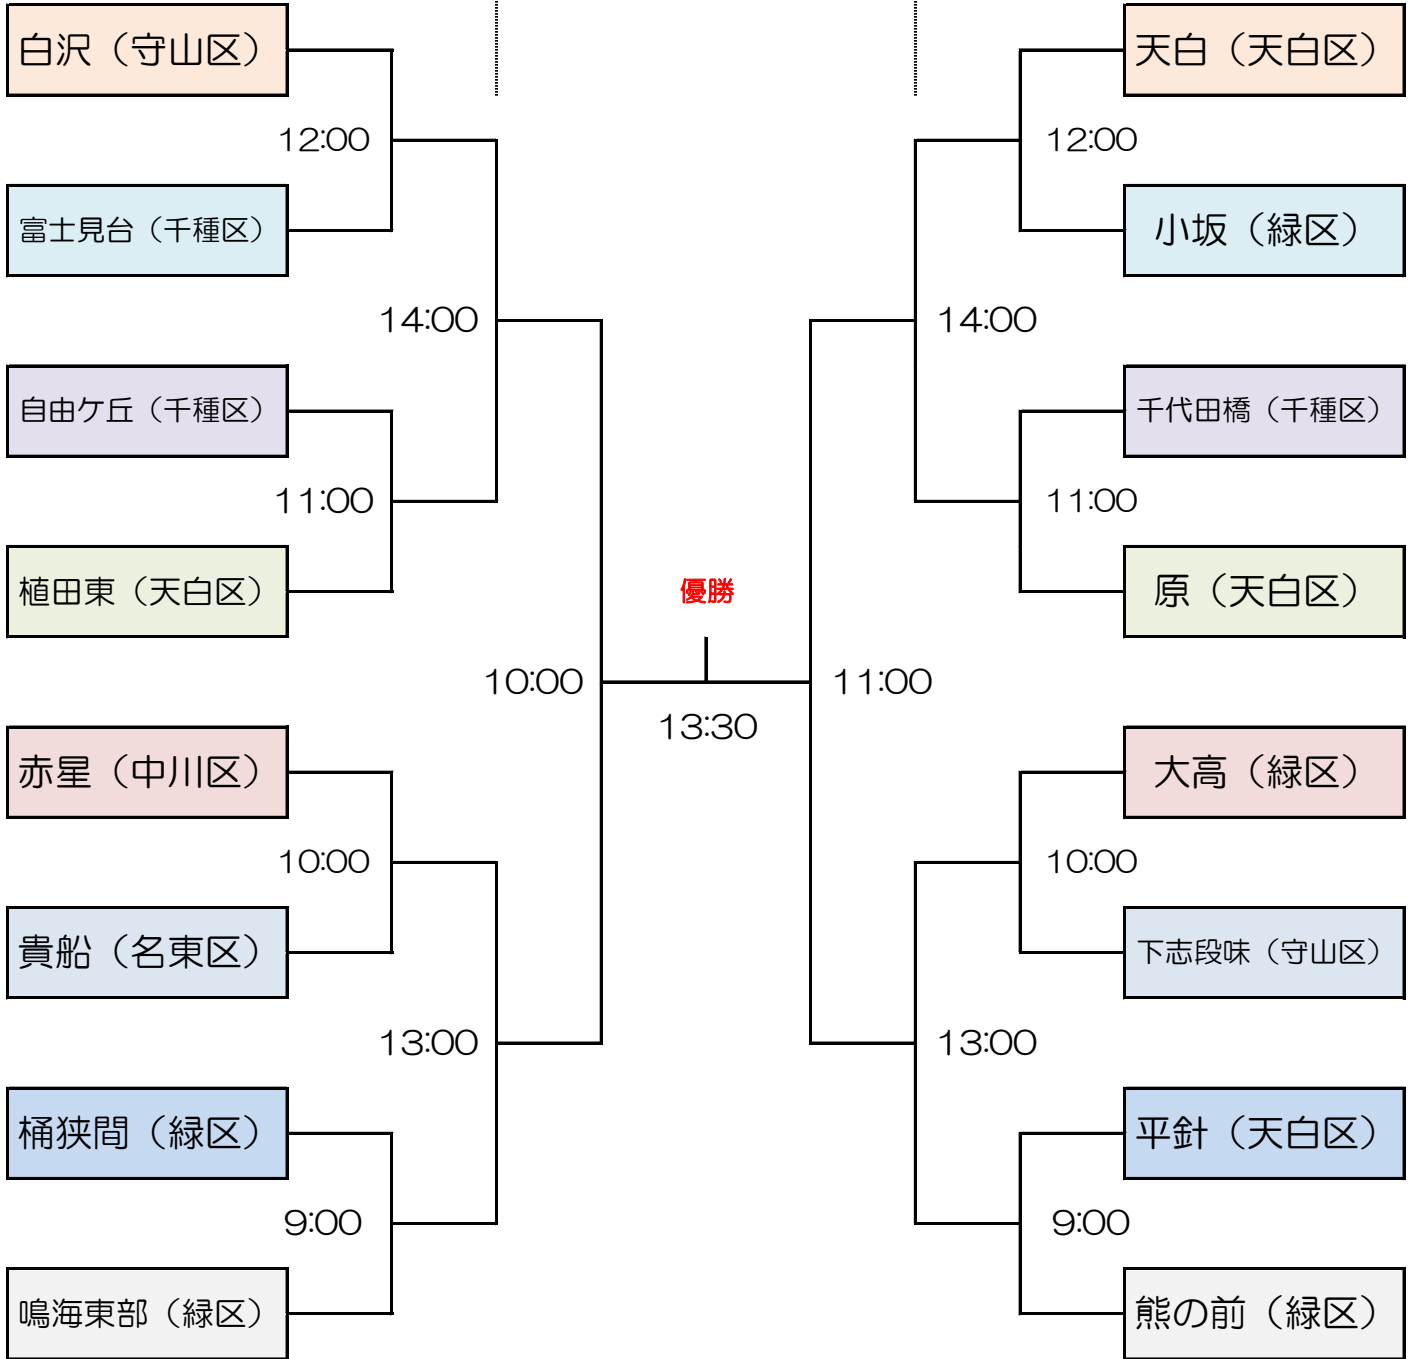 白沢（守山区）
天白（天白区）
12:00
12:00
富士見台（千種区）
小坂（緑区）
14:00
14:00
自由ケ丘（千種区）
千代田橋（千種区）
11:00
11:00
植田東（天白区）
優勝
原（天白区）
10:00
11:00
13:30
赤星（中川区）
大高（緑区）
10:00
10:00
貴船（名東区）
下志段味（守山区）
13:00
13:00
桶狭間（緑区）
平針（天白区）
9:00
9:00
鳴海東部（緑区）
熊の前（緑区）